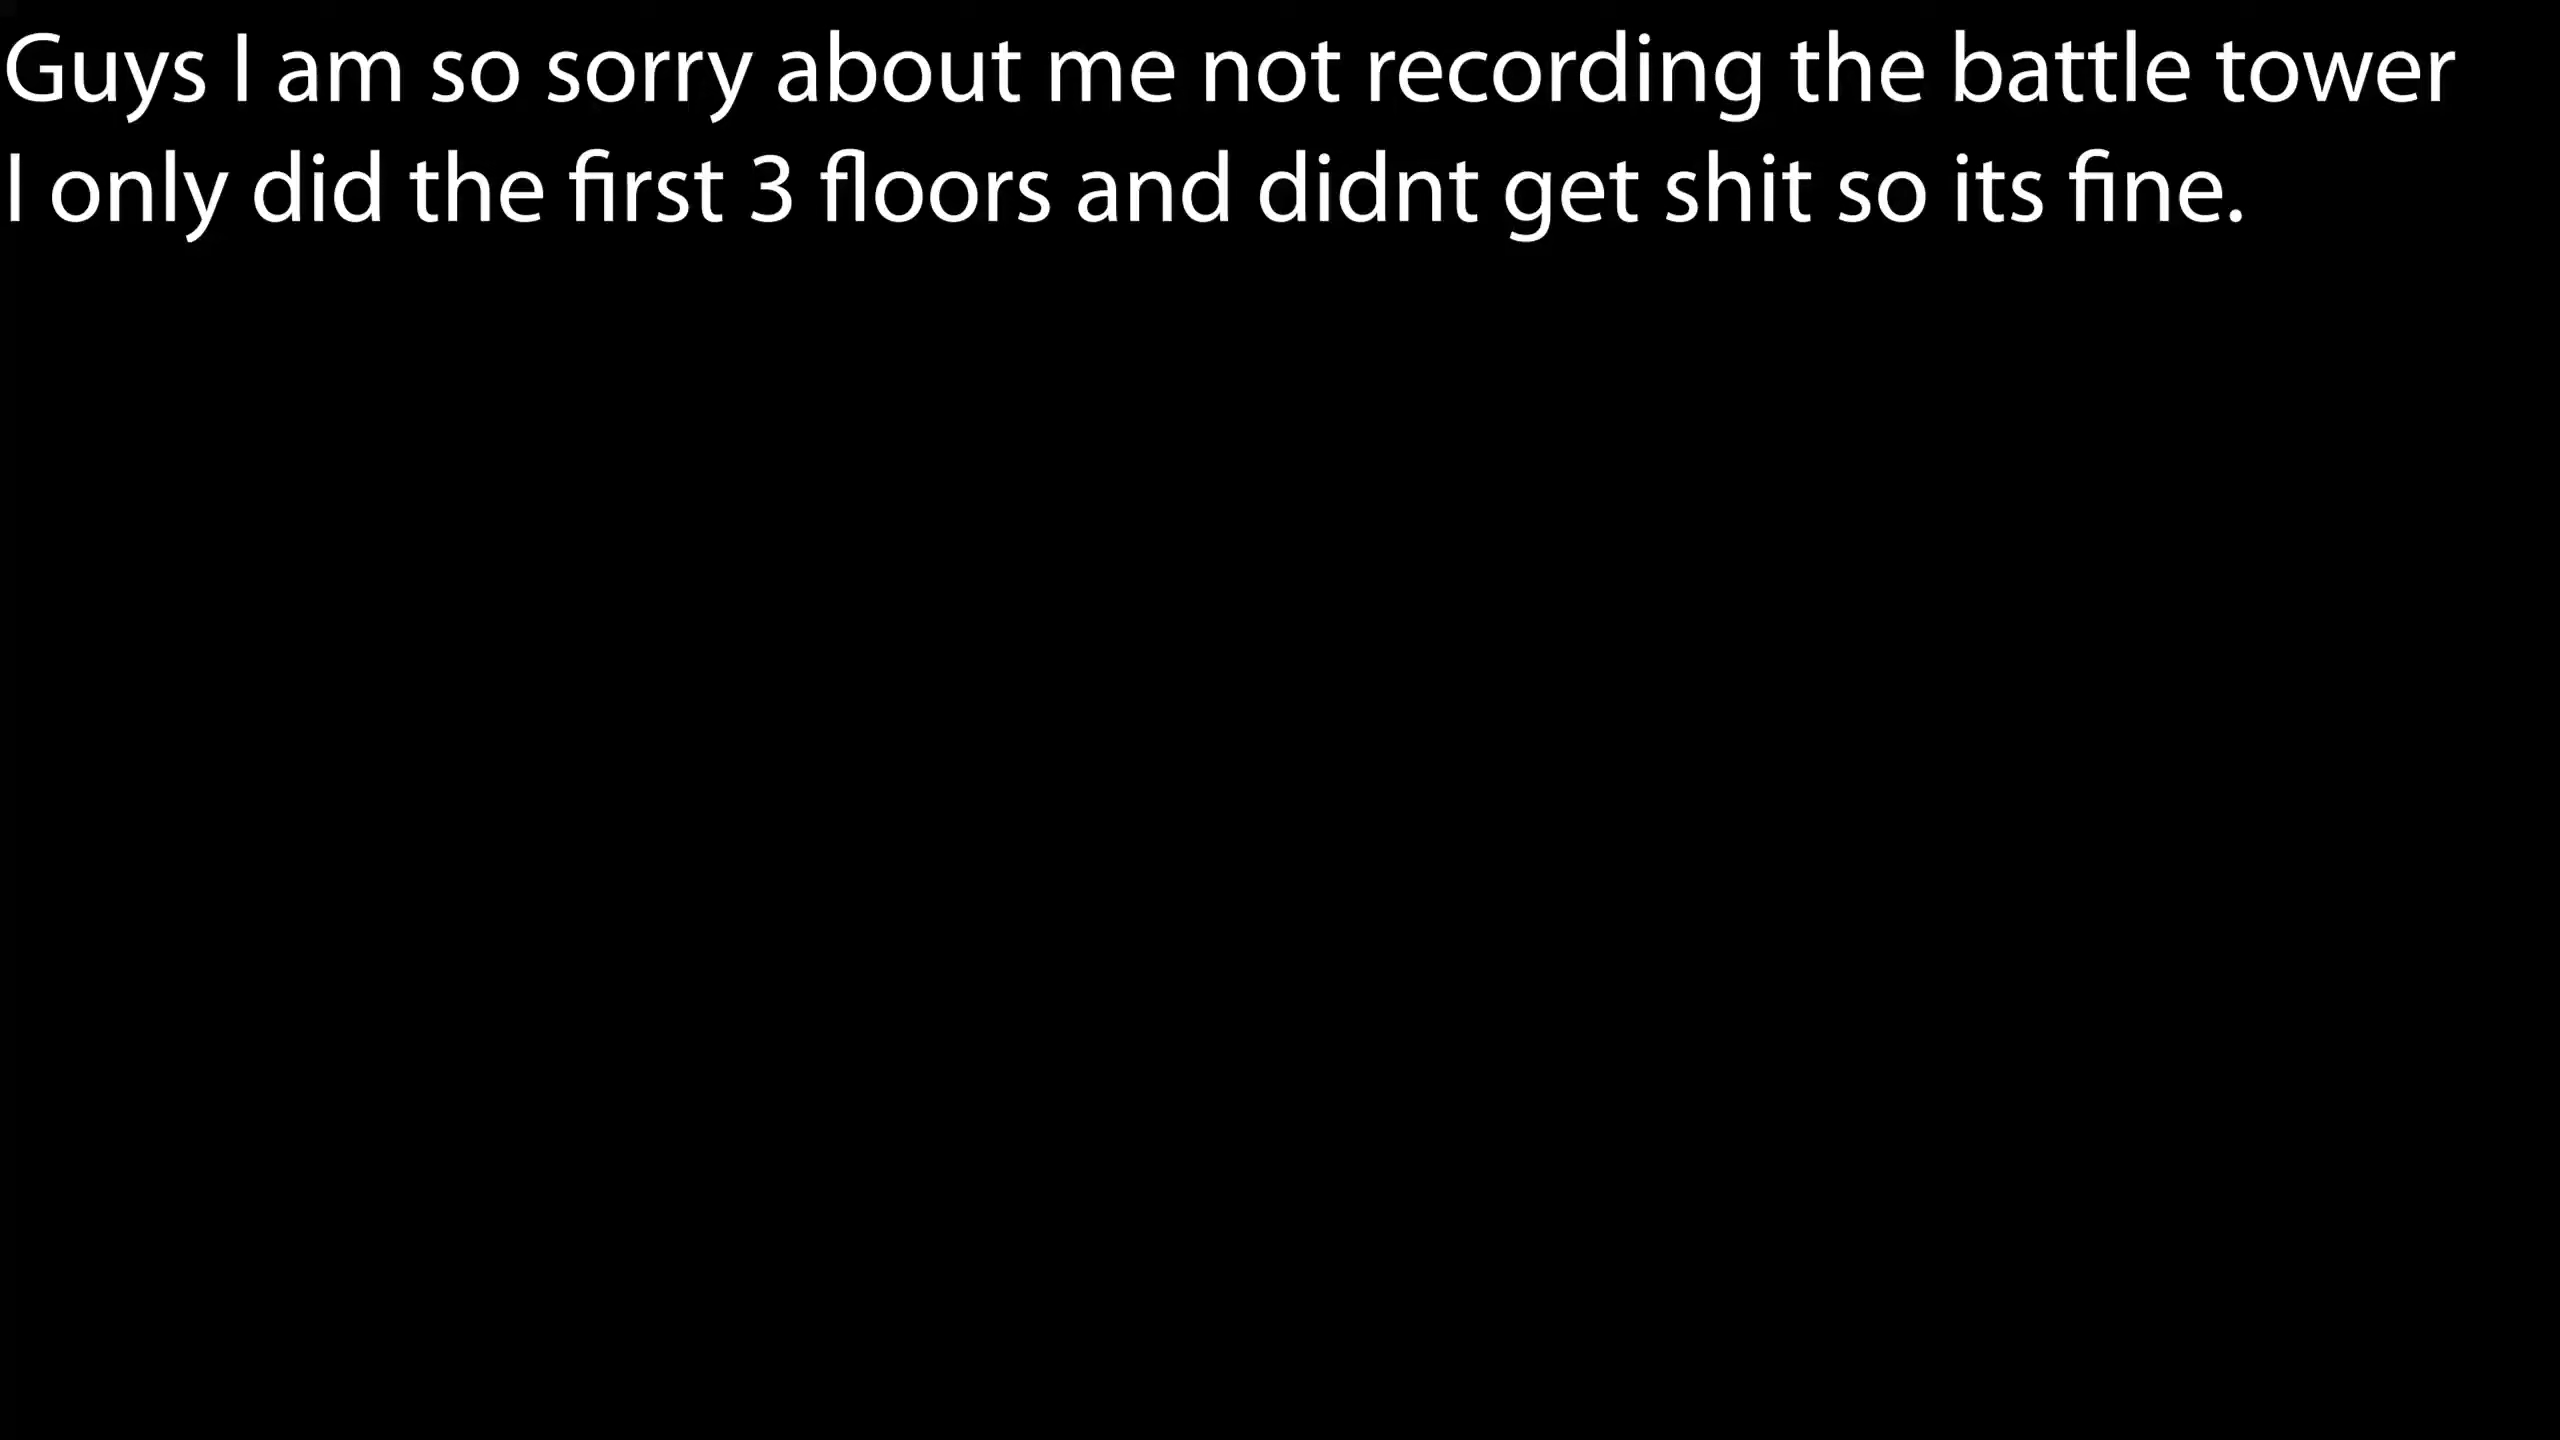 Guys I am so sorry about me not recording the battle tower
I only did the first 3 floors and didnt get shit so its fine.